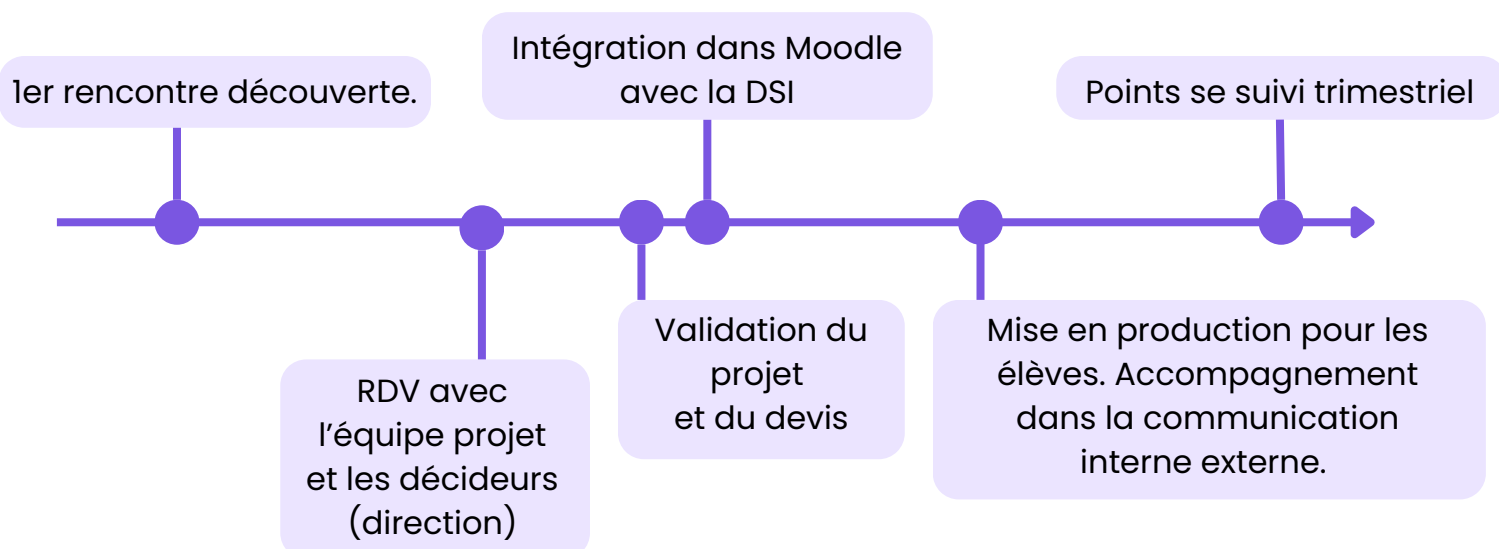 1er rencontre découverte.
RDV avec
l’équipe projet
et les décideurs
(direction)
Validation du
projet
et du devis
Intégration dans Moodle
avec la DSI
Mise en production pour les
élèves. Accompagnement
dans la communication
interne externe.
Points se suivi trimestriel